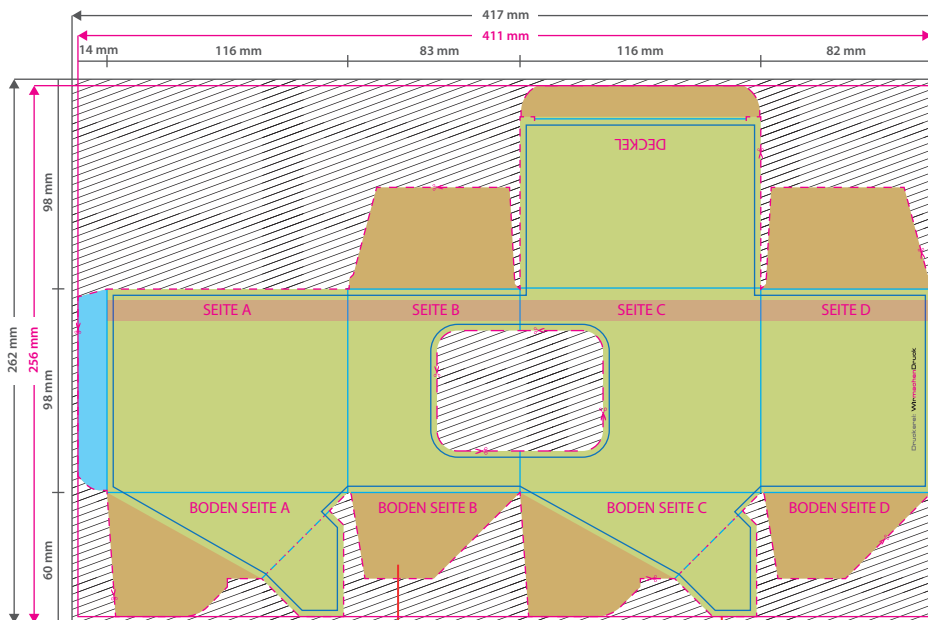 417 mm
411 mm
14 mm
116 mm
83 mm
116 mm
82 mm
DECKEL
98 mm
SEITE A
SEITE B
SEITE C
SEITE D
262 mm
256 mm
98 mm
Druckerei: WIRmachenDRUCK
BODEN SEITE A
BODEN SEITE B
BODEN SEITE C
BODEN SEITE D
60 mm